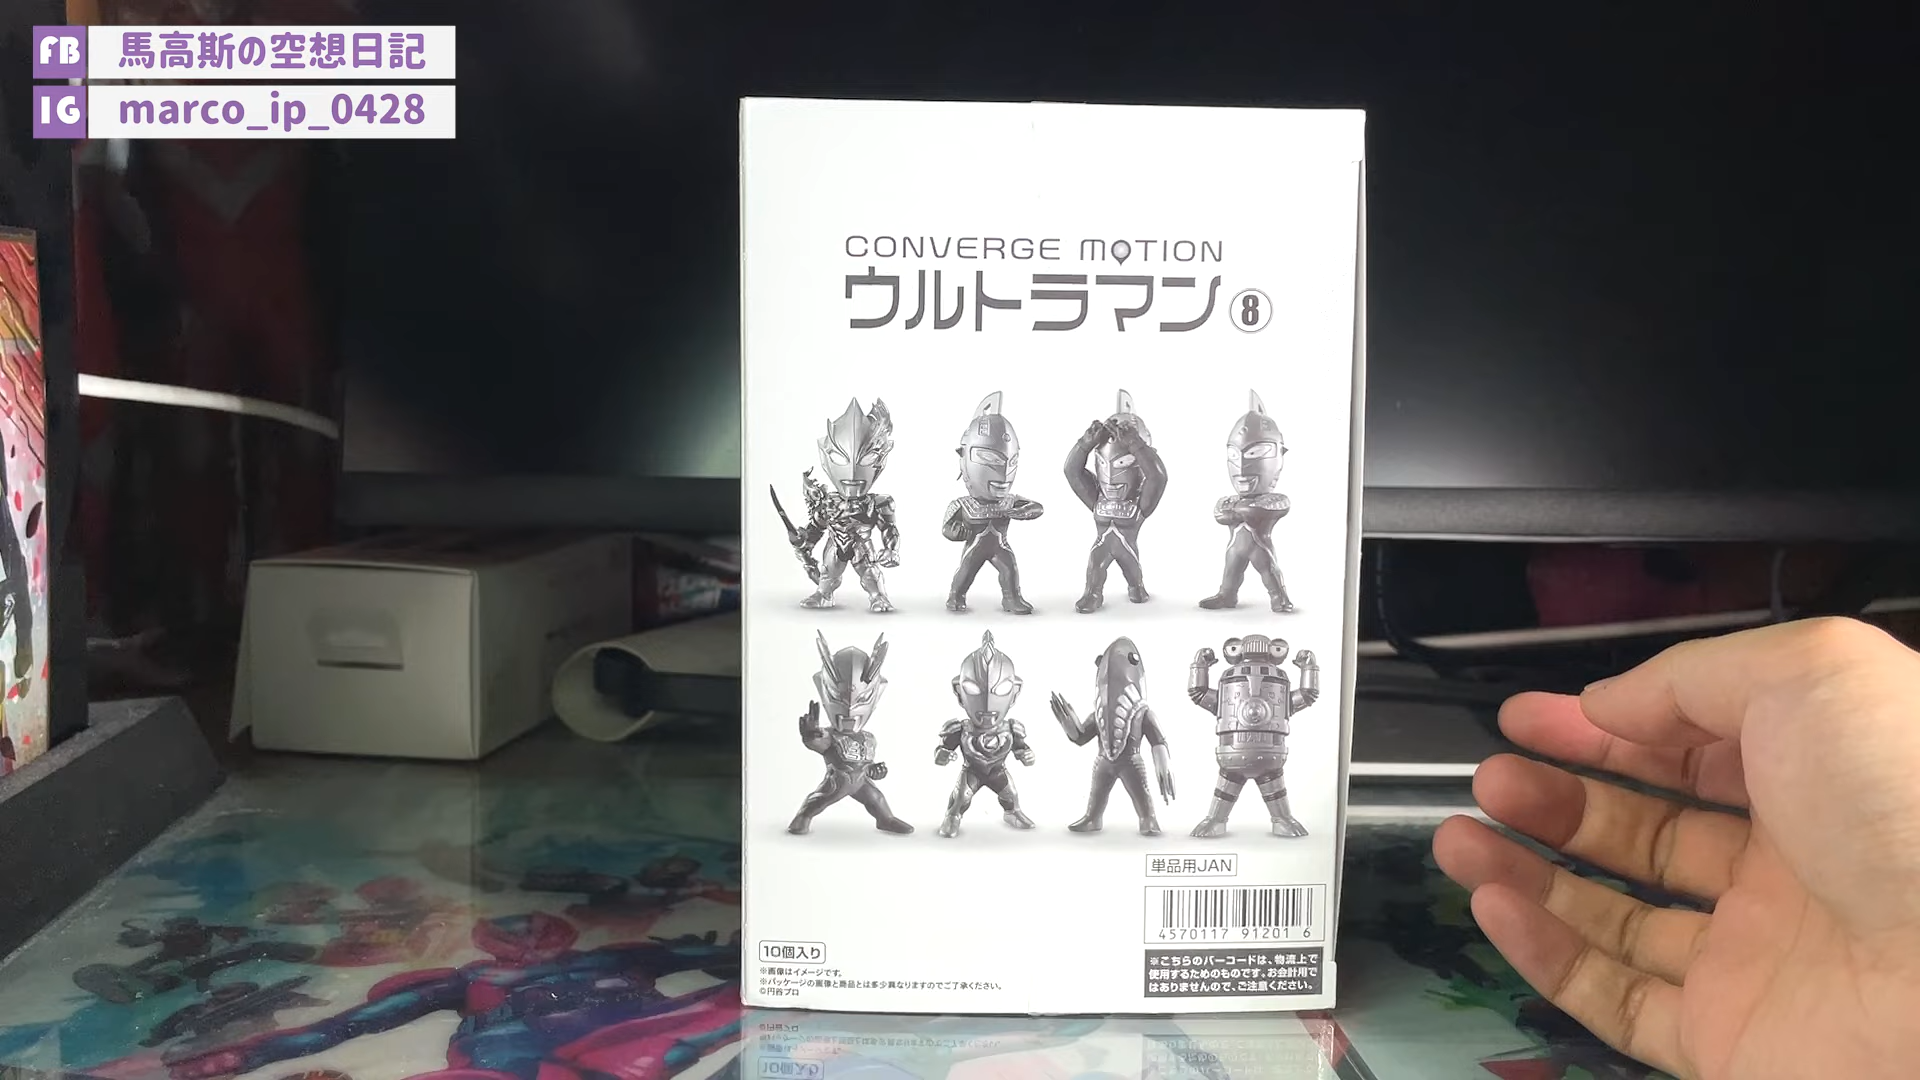 FB 馬高斯の空想日記
IG marco_ip_0428
CONVERGE MOTION
ウルトラマン 8
単品用JAN
4570117 91201 6
10個入り
※画像はイメージです。
※パッケージの画像と商品とは多少異なりますのでご了承ください。
©円谷プロ
※こちらのバーコードは、物流上で
使用するためのものです。お会計用で
はありませんので、ご注意ください。